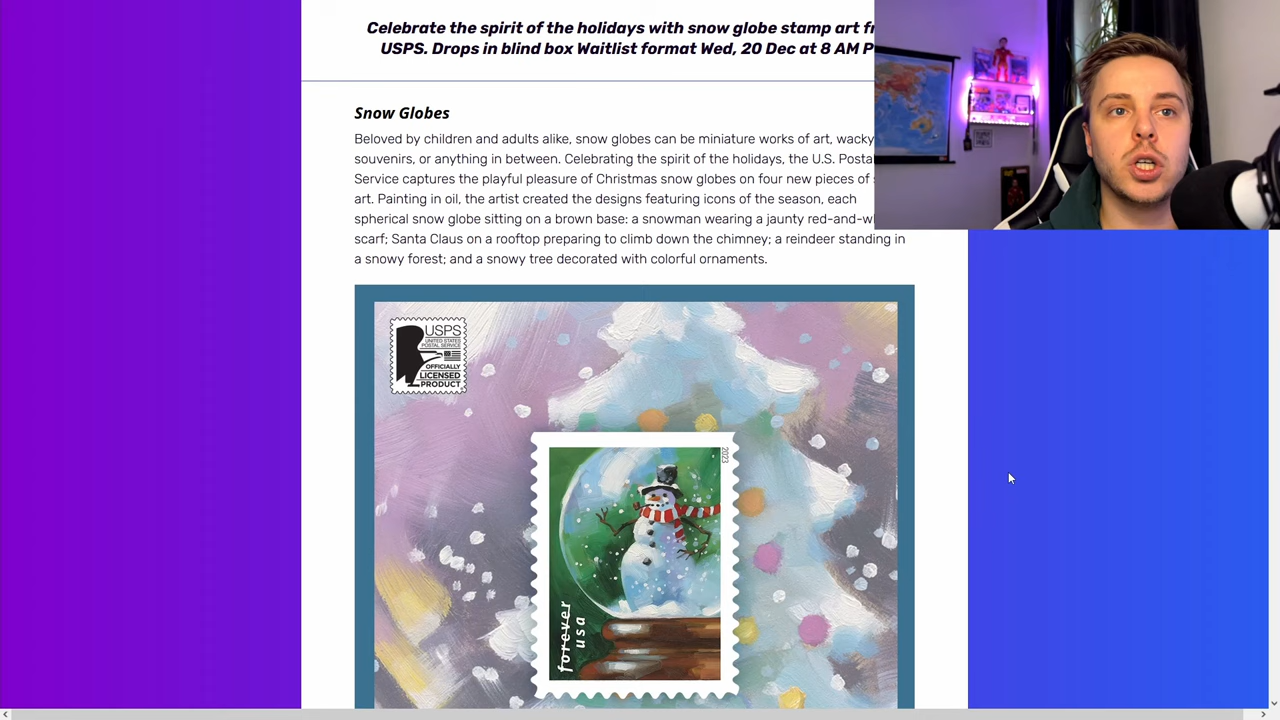 Celebrate the spirit of the holidays with snow globe stamp art
USPS. Drops in blind box Waitlist format Wed, 20 Dec at 8 AM
Snow Globes
Beloved by children and adults alike, snow globes can be miniature works of art, wacky
souvenirs, or anything in between. Celebrating the spirit of the holidays, the U.S.
Service captures the playful pleasure of Christmas snow globes on four new pieces of
art. Painting in oil, the artist created the designs featuring icons of the season, each
spherical snow globe sitting on a brown base: a snowman wearing a jaunty
scarf; Santa Claus on a rooftop preparing to climb down the chimney; a reindeer standing in
a snowy forest; and a snowy tree decorated with colorful ornaments.
USPS
UNITED STATES
POSTAL SERVICE
OFFICIALLY
LICENSED
PRODUCT
2023
forever
usa